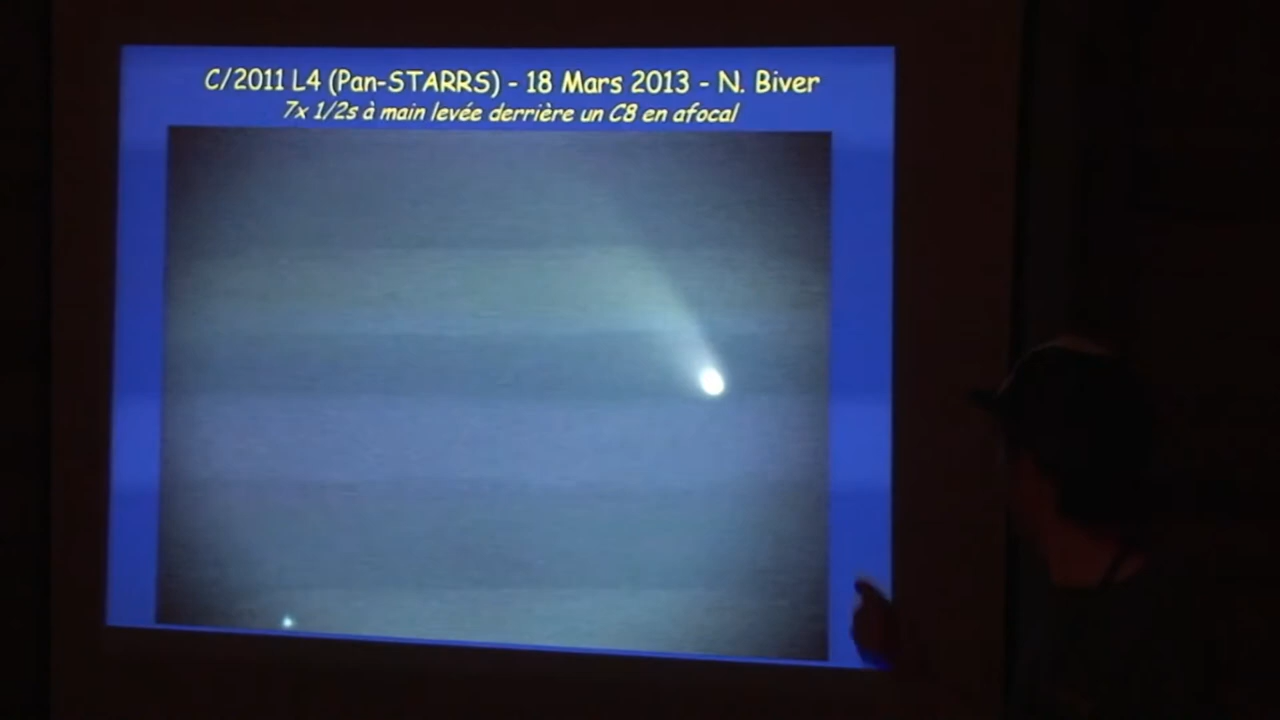 C/2011 L4 (Pan-STARRS) - 18 Mars 2013 - N. Biver
7x 1/2s à main levée derrière un C8 en afocal